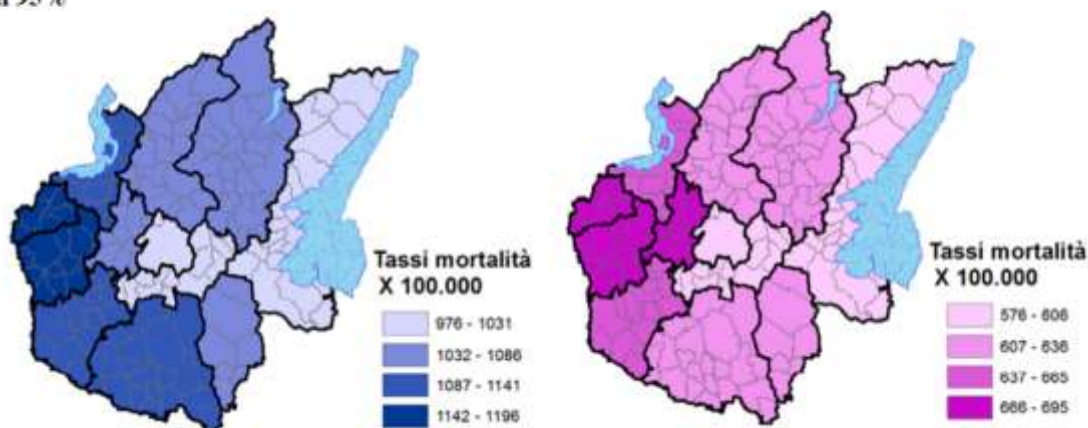 95%
Tassi mortalità
X 100.000
976 - 1031
1032 - 1086
1087 - 1141
1142 - 1196
Tassi mortalità
X 100.000
576 - 606
607 - 636
637 - 665
666 - 695